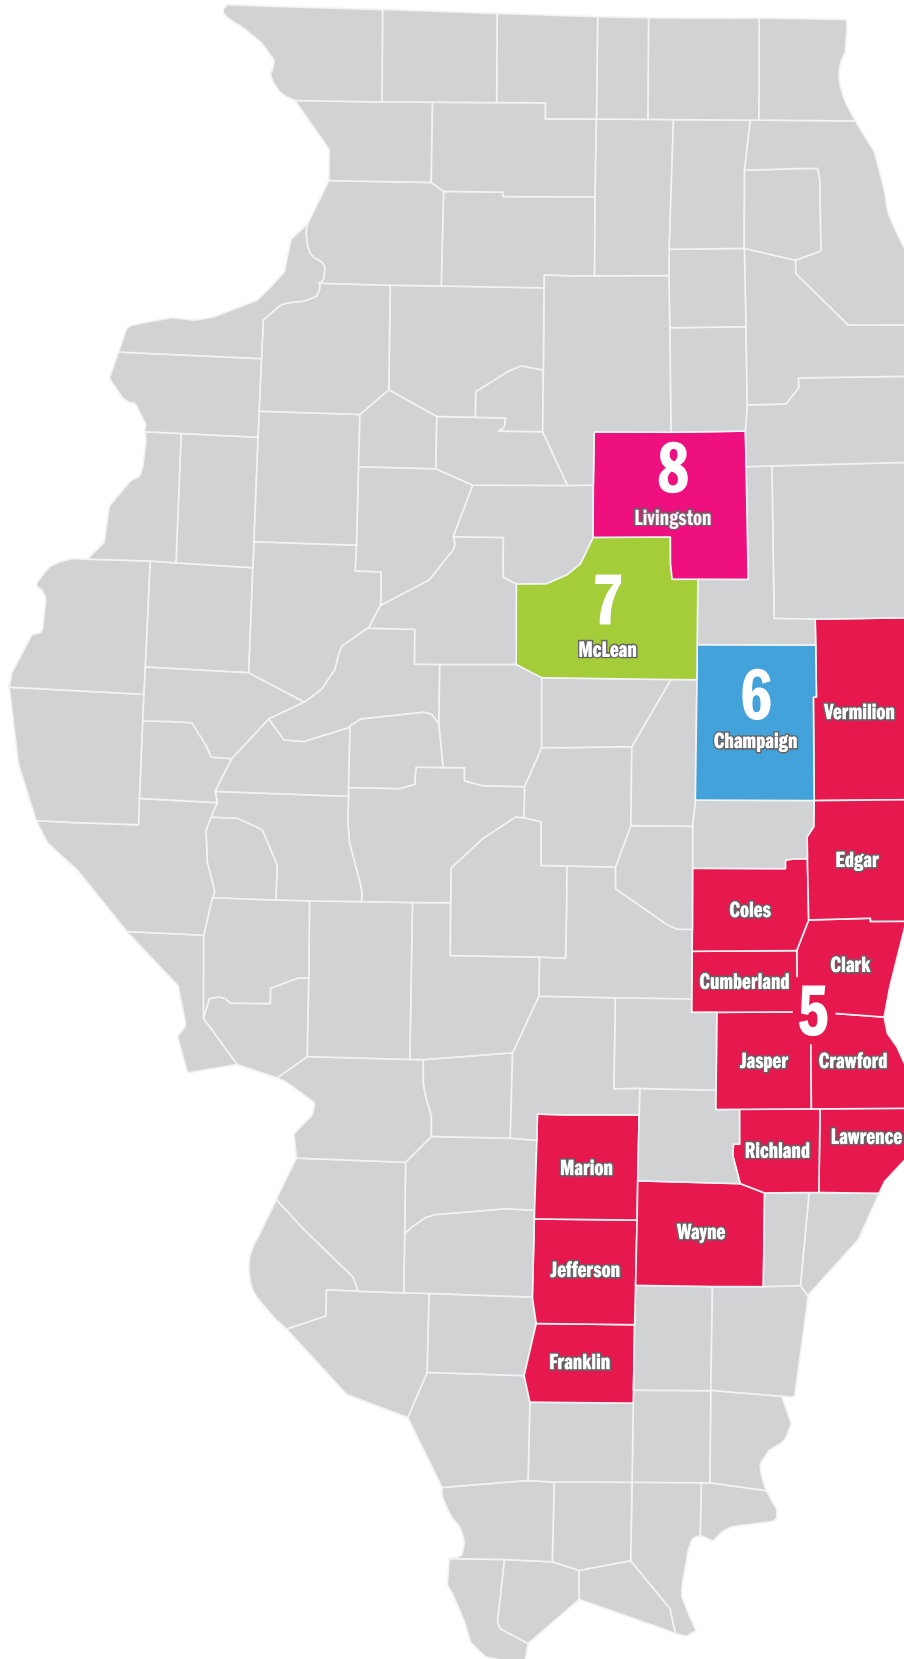 8
Livingston
7
McLean
6
Champaign
Vermilion
Edgar
Coles
Clark
Cumberland
5
Jasper
Crawford
Lawrence
Richland
Marion
Wayne
Jefferson
Franklin